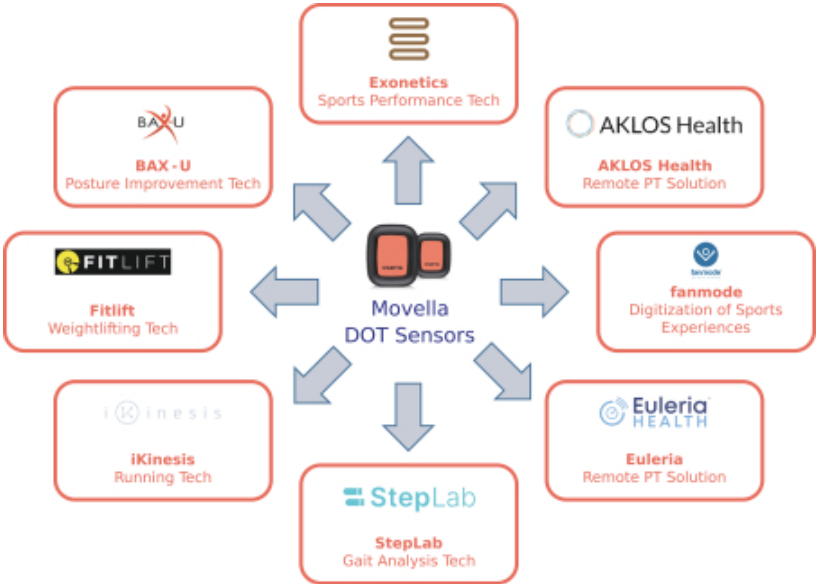 Exonetics
Sports Performance Tech
BAX-U
BAX-U
Posture Improvement Tech
AKLOS Health
AKLOS Health
Remote PT Solution
FITLIFT
Fitlift
Weightlifting Tech
Movella
DOT Sensors
fanmode
fanmode
Digitization of Sports
Experiences
iKinesis
iKinesis
Running Tech
Euleria
HEALTH
Euleria
Remote PT Solution
StepLab
StepLab
Gait Analysis Tech